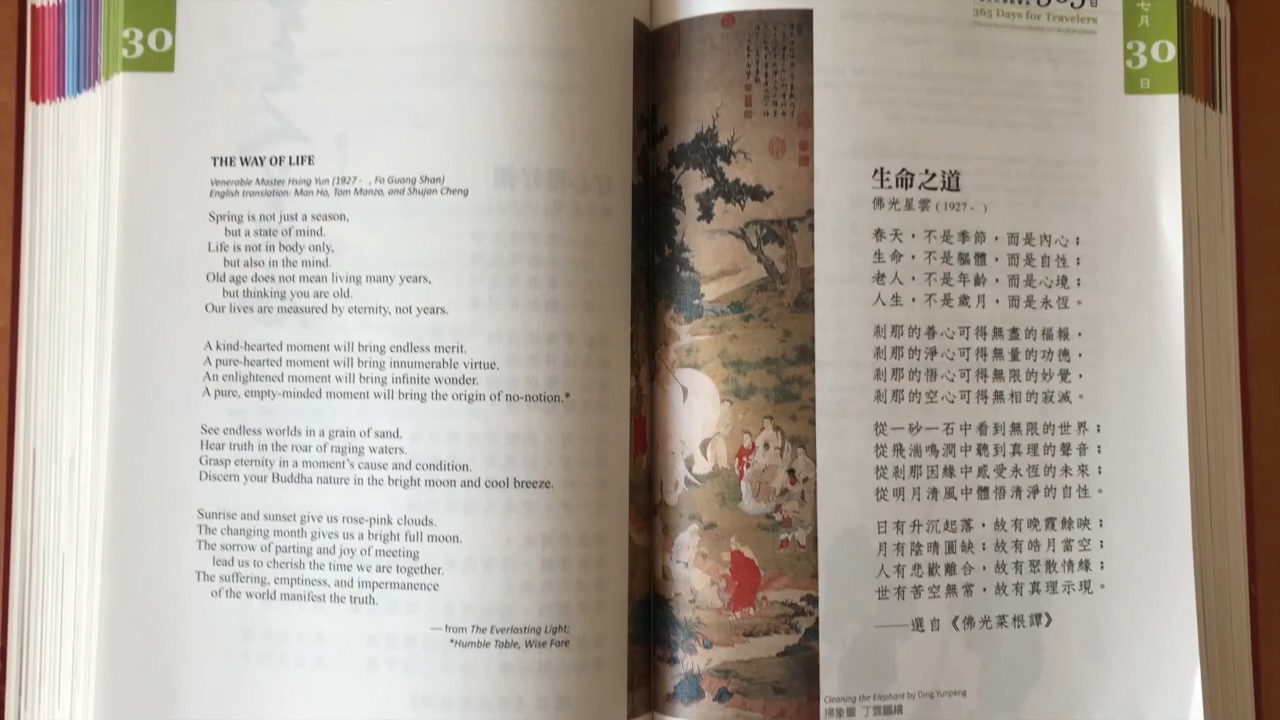 30
THE WAY OF LIFE
Venerable Master Hsing Yun (1927 - , Fo Guang Shan)
English translation: Man Ho, Tom Manzo, and Shujan Cheng
Spring is not just a season,
but a state of mind.
Life is not in body only,
but also in the mind.
Old age does not mean living many years,
but thinking you are old.
Our lives are measured by eternity, not years.
A kind-hearted moment will bring endless merit.
A pure-hearted moment will bring innumerable virtue.
An enlightened moment will bring infinite wonder.
A pure, empty-minded moment will bring the origin of no-notion.*
See endless worlds in a grain of sand.
Hear truth in the roar of raging waters.
Grasp eternity in a moment's cause and condition.
Discern your Buddha nature in the bright moon and cool breeze.
Sunrise and sunset give us rose-pink clouds.
The changing month gives us a bright full moon.
The sorrow of parting and joy of meeting
lead us to cherish the time we are together.
The suffering, emptiness, and impermanence
of the world manifest the truth.
— from The Everlasting Light;
*Humble Table, Wise Fare
365日
365 Days for Travelers
七月
30
日
生命之道
佛光星雲 (1927 - )
春天，不是季節，而是內心；
生命，不是軀體，而是自性；
老人，不是年齡，而是心境；
人生，不是歲月，而是永恆。
剎那的善心可得無盡的福報，
剎那的淨心可得無量的功德，
剎那的悟心可得無限的妙覺，
剎那的空心可得無相的寂滅。
從一砂一石中看到無限的世界；
從飛湍鳴澗中聽到真理的聲音；
從剎那因緣中感受永恆的未來；
從明月清風中體悟清淨的自性。
日有升沉起落，故有晚霞餘映；
月有陰晴圓缺；故有皓月當空；
人有悲歡離合，故有聚散情緣；
世有苦空無常，故有真理示現。
——選自《佛光菜根譚》
Cleaning the Elephant by Ding Yunpeng
掃象圖 丁雲鵬繪